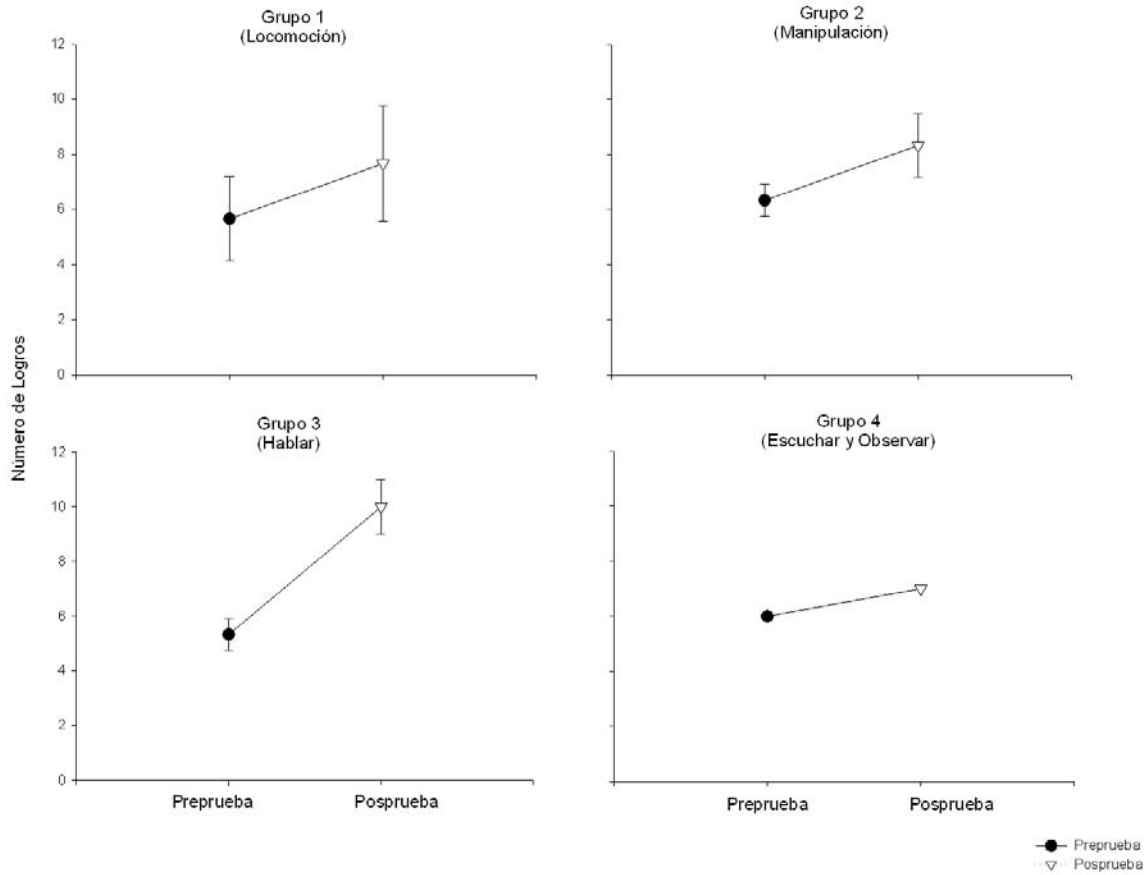 Grupo 1
(Locomoción)
Grupo 2
(Manipulación)
12
10
8
6
4
2
0
Número de Logros
Grupo 3
(Hablar)
Grupo 4
(Escuchar y Observar)
12
10
8
6
4
2
0
Preprueba
Posprueba
Preprueba
Posprueba
Preprueba
Posprueba